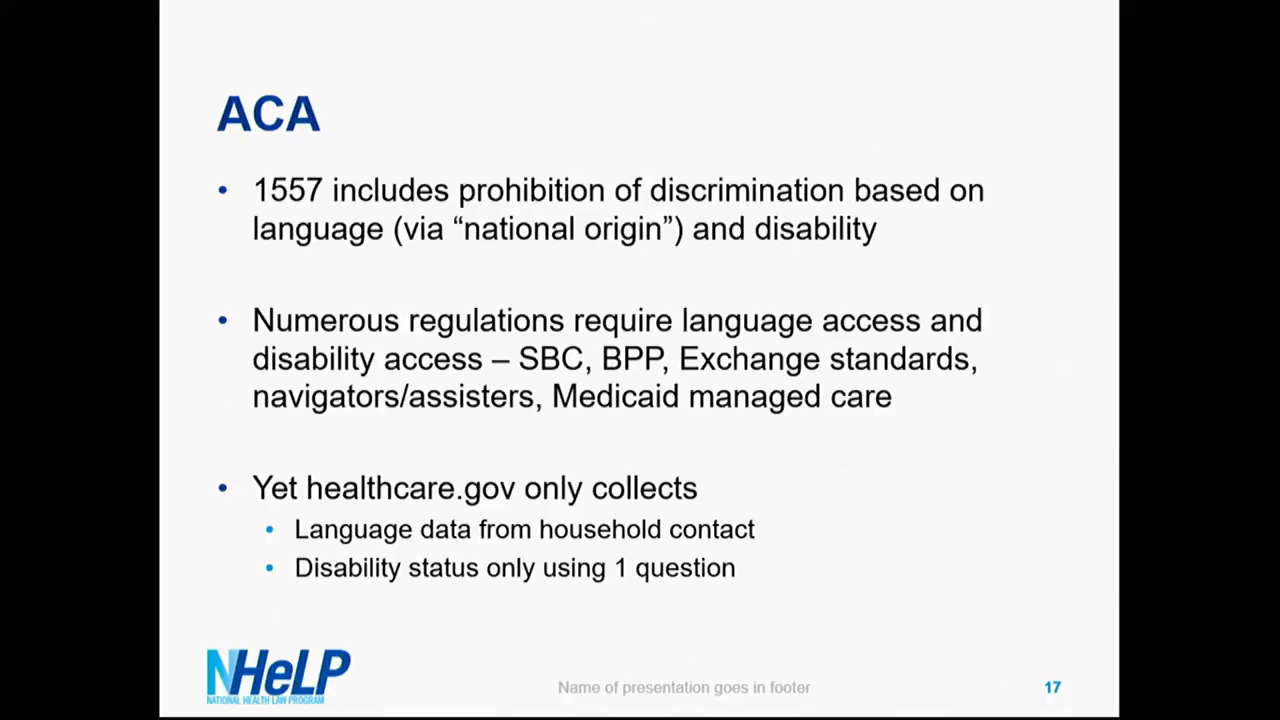 ACA
• 1557 includes prohibition of discrimination based on
language (via “national origin”) and disability
• Numerous regulations require language access and
disability access – SBC, BPP, Exchange standards,
navigators/assisters, Medicaid managed care
• Yet healthcare.gov only collects
• Language data from household contact
• Disability status only using 1 question
NHeLP
NATIONAL HEALTH LAW PROGRAM
Name of presentation goes in footer
17